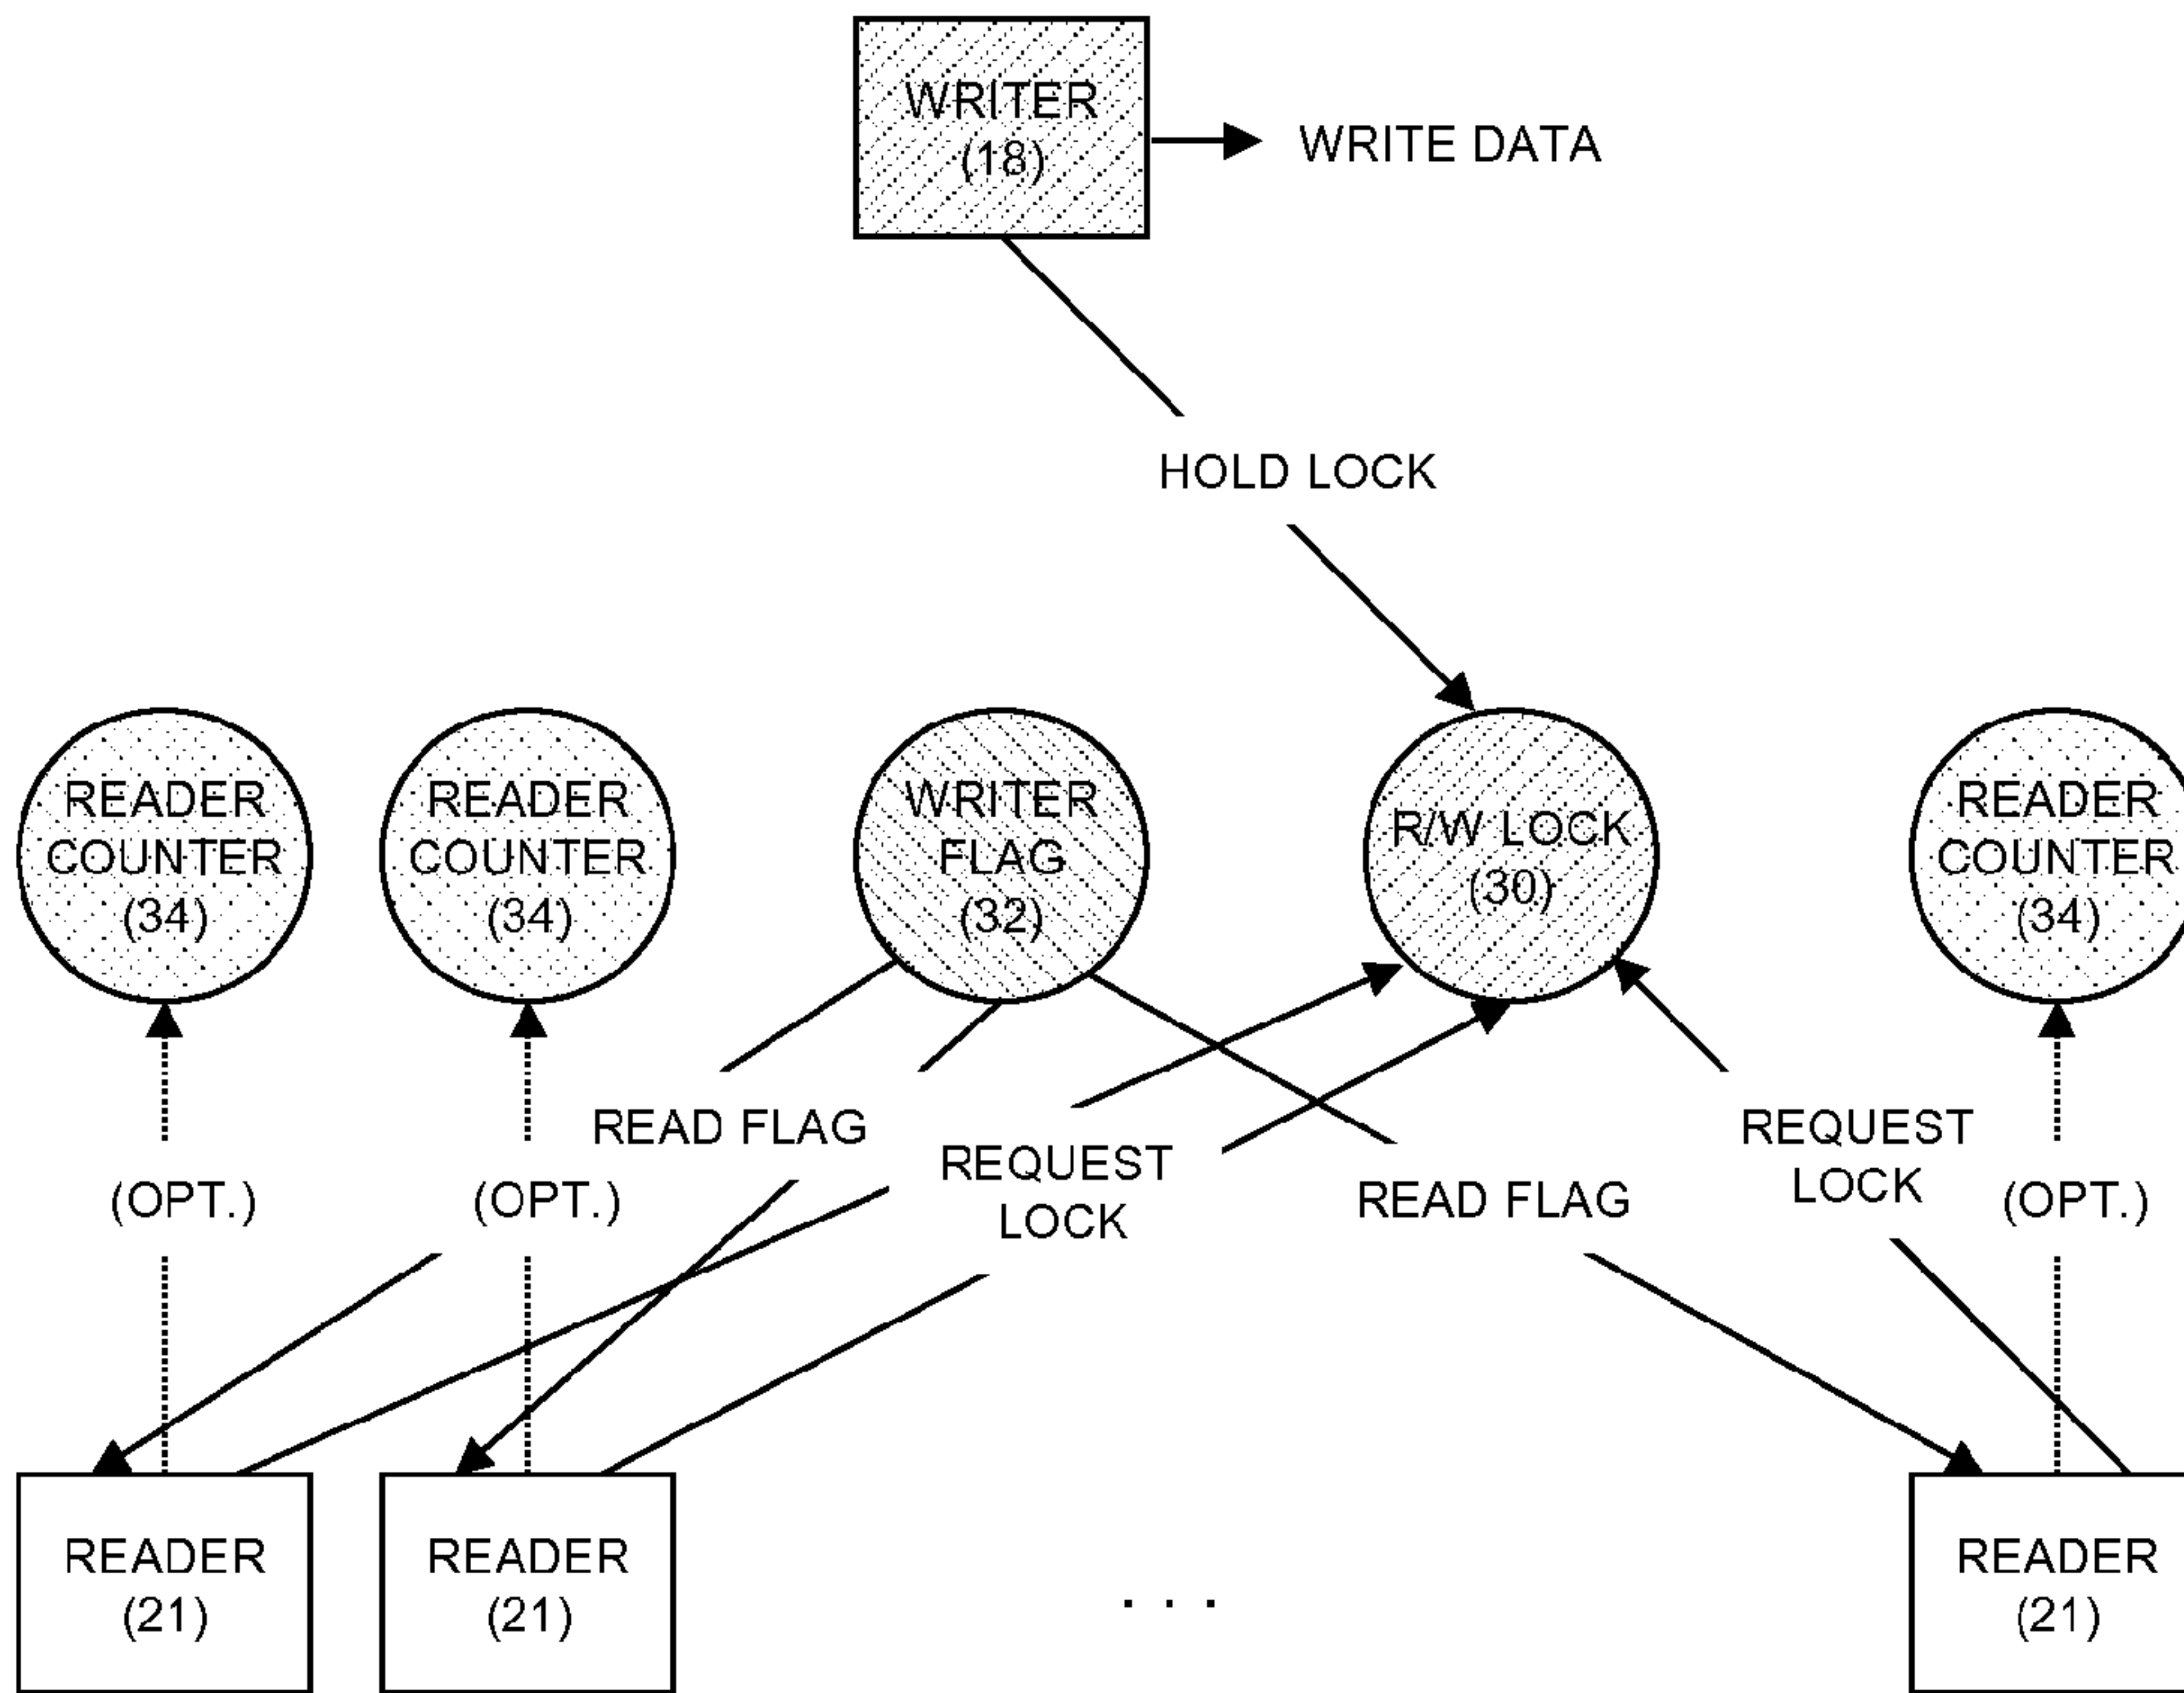 WRITER
(18)
WRITE DATA
HOLD LOCK
READER
COUNTER
(34)
READER
COUNTER
(34)
WRITER
FLAG
(32)
R/W LOCK
(30)
READER
COUNTER
(34)
(OPT.)
(OPT.)
READ FLAG
REQUEST
LOCK
READ FLAG
REQUEST
LOCK
(OPT.)
READER
(21)
READER
(21)
. . .
READER
(21)